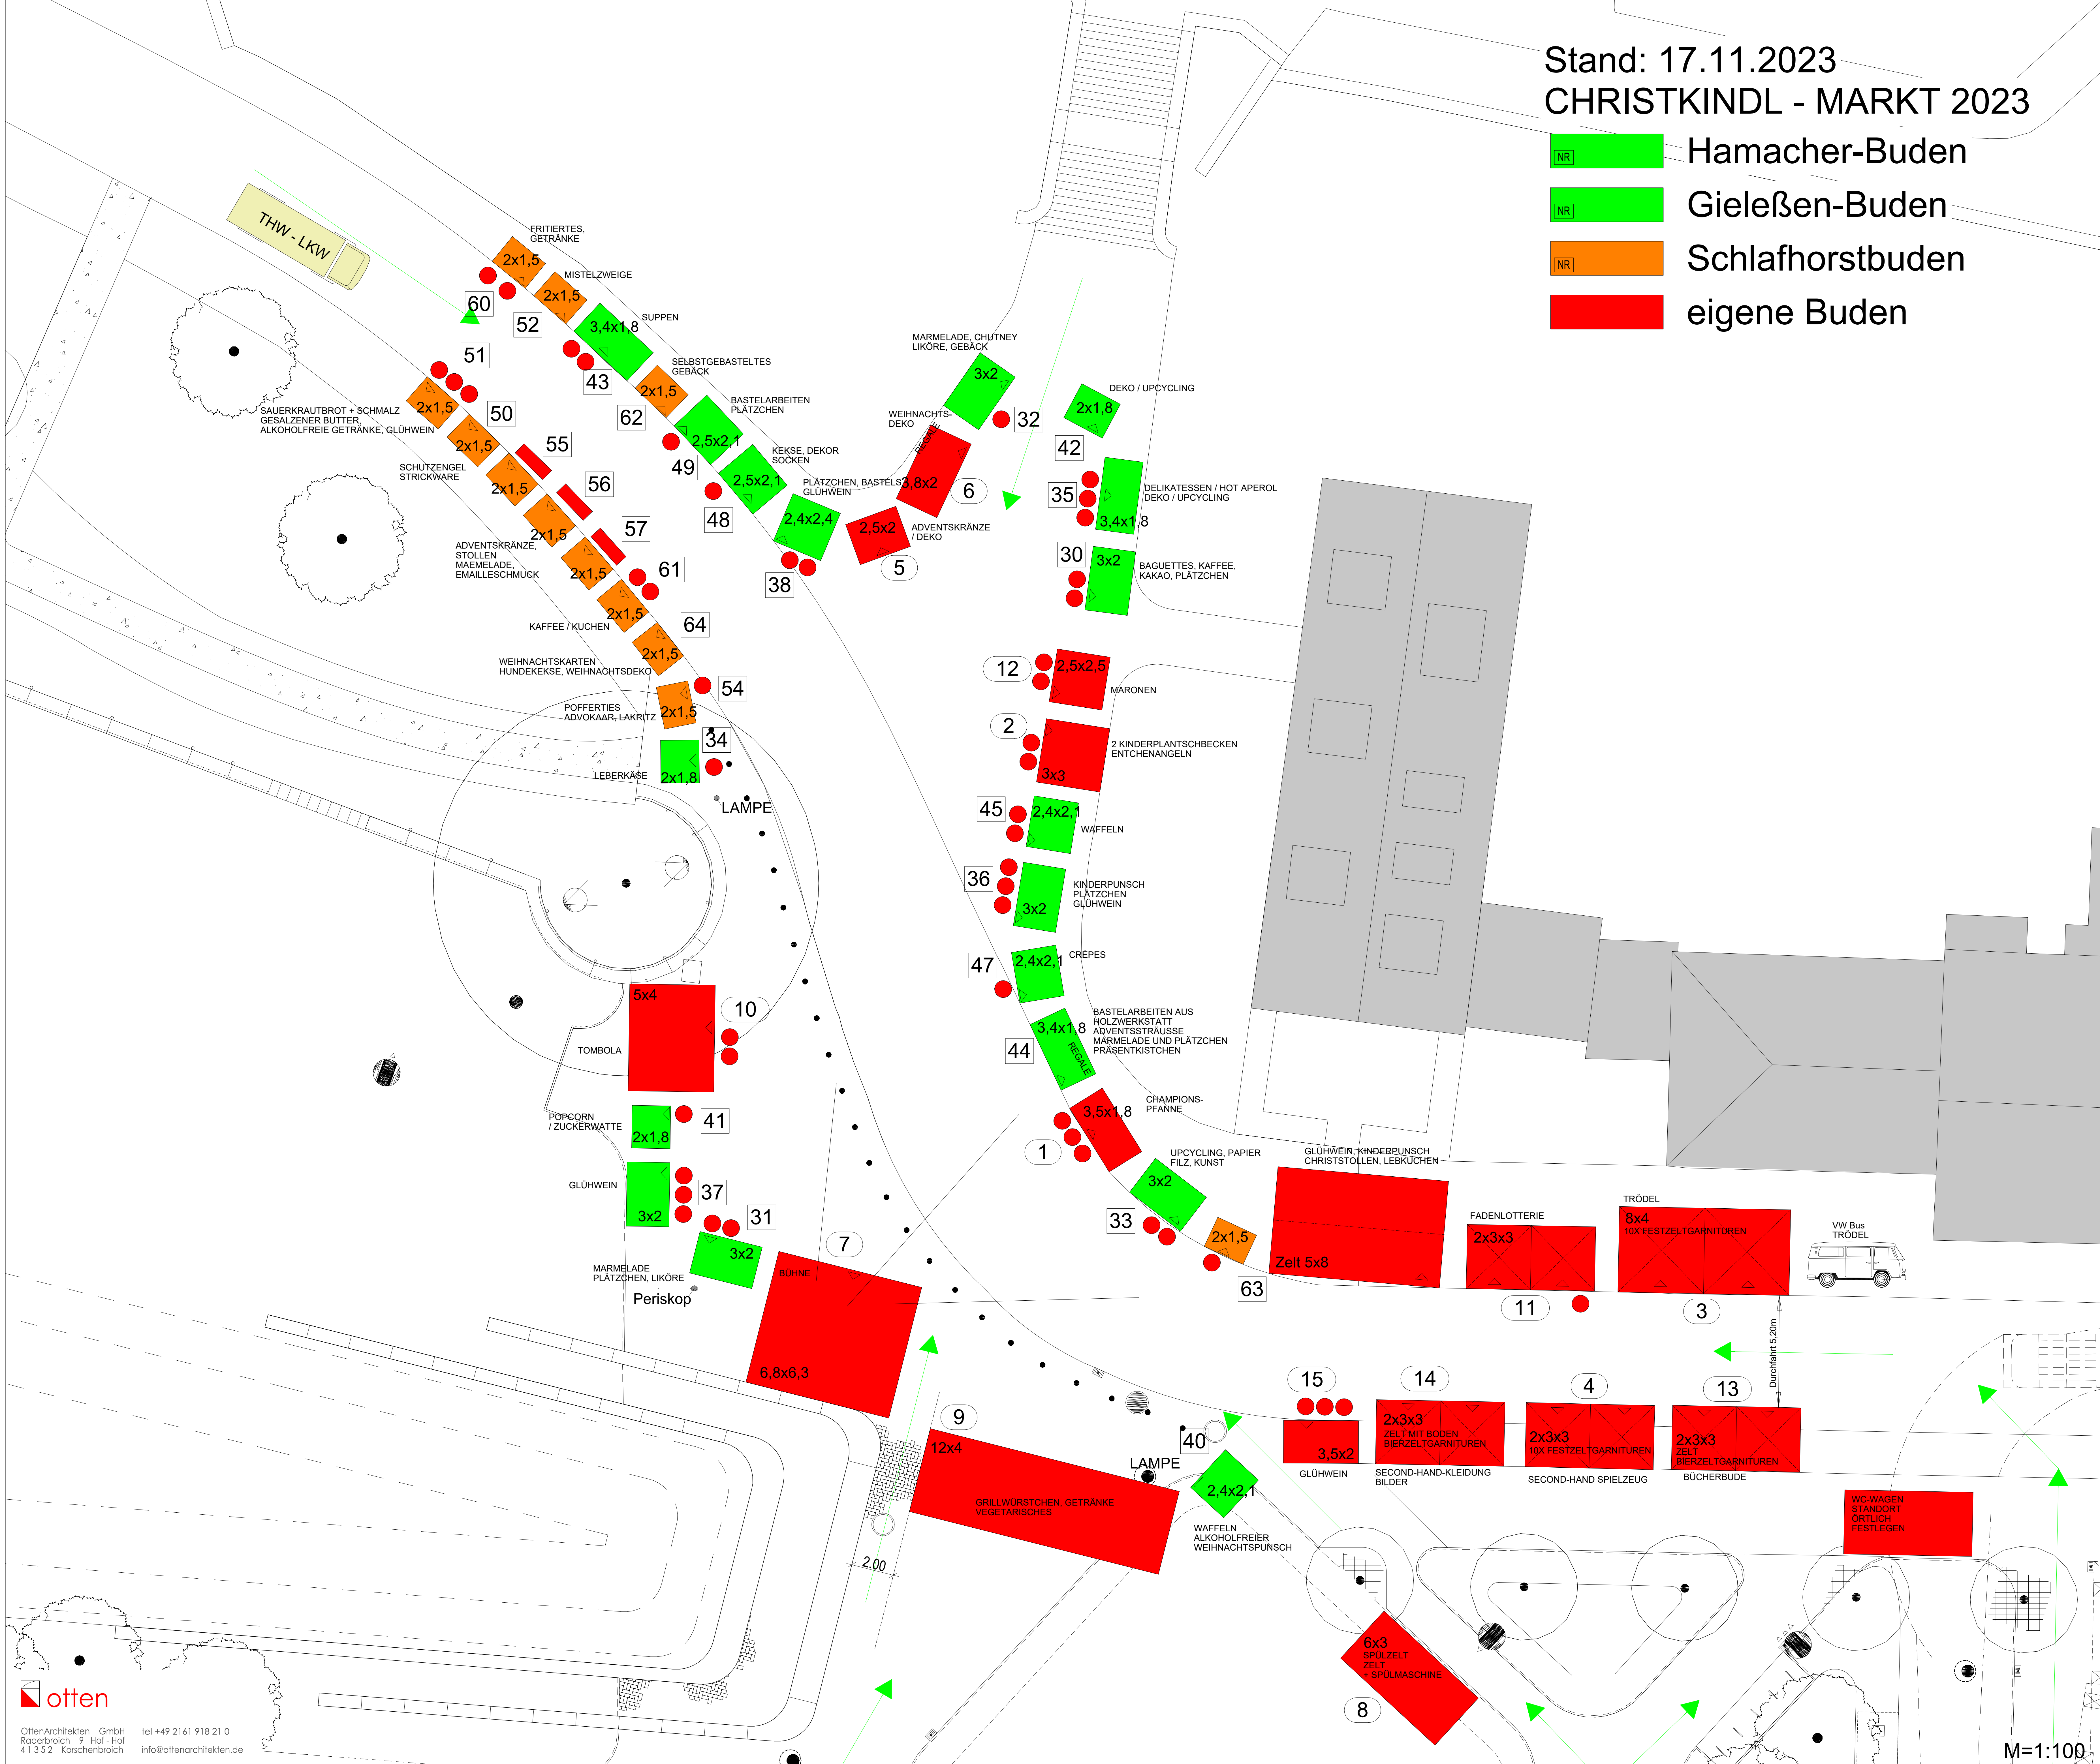 Stand: 17.11.2023
CHRISTKINDL - MARKT 2023
NR
Hamacher-Buden
NR
Gieleßen-Buden
NR
Schlafhorstbuden
eigene Buden
THW - LKW
FRITIERTES,
GETRÄNKE
2x1,5
60
MISTELZWEIGE
2x1,5
52
SUPPEN
3,4x1,8
43
SELBSTGEBASTELTES
GEBÄCK
2x1,5
62
BASTELARBEITEN
PLÄTZCHEN
2,5x2,1
49
KEKSE, DEKOR
SOCKEN
2,5x2,1
48
PLÄTZCHEN, BASTELS
GLÜHWEIN
2,4x2,4
38
51
50
2x1,5
SAUERKRAUTBROT + SCHMALZ
GESALZENER BUTTER,
ALKOHOLFREIE GETRÄNKE, GLÜHWEIN
2x1,5
55
SCHUTZENGEL
STRICKWARE
2x1,5
56
2x1,5
57
ADVENTSKRÄNZE,
STOLLEN
MAEMELADE,
EMAILLESCHMUCK
2x1,5
61
2x1,5
KAFFEE / KUCHEN
64
2x1,5
WEIHNACHTSKARTEN
HUNDEKEKSE, WEIHNACHTSDEKO
54
2x1,5
POFFERTIES
ADVOKAAR, LAKRITZ
34
LEBERKÄSE
2x1,8
LAMPE
MARMELADE, CHUTNEY
LIKÖRE, GEBÄCK
3x2
32
WEIHNACHTS-
DEKO
REGALE
3,8x2
6
2,5x2
ADVENTSKRÄNZE
/ DEKO
5
DEKO / UPCYCLING
2x1,8
42
35
DELIKATESSEN / HOT APEROL
DEKO / UPCYCLING
3,4x1,8
30
3x2
BAGUETTES, KAFFEE,
KAKAO, PLÄTZCHEN
12
2,5x2,5
MARONEN
2
2 KINDERPLANTSCHBECKEN
ENTCHENANGELN
3x3
45
2,4x2,1
WAFFELN
36
KINDERPUNSCH
PLÄTZCHEN
GLÜHWEIN
3x2
47
2,4x2,1
CRÉPES
44
3,4x1,8
REGALE
BASTELARBEITEN AUS
HOLZWERKSTATT
ADVENTSSTRÄUSSE
MARMELADE UND PLÄTZCHEN
PRÄSENTKISTCHEN
1
3,5x1,8
CHAMPIONS-
PFANNE
33
3x2
UPCYCLING, PAPIER
FILZ, KUNST
2x1,5
63
GLÜHWEIN, KINDERPUNSCH
CHRISTSTOLLEN, LEBKUCHEN
Zelt 5x8
FADENLOTTERIE
2x3x3
11
TRÖDEL
8x4
10X FESTZELTGARNITUREN
3
VW Bus
TRÖDEL
Durchfahrt 5,20m
5x4
10
TOMBOLA
POPCORN
/ ZUCKERWATTE
41
2x1,8
GLÜHWEIN
37
3x2
31
3x2
MARMELADE
PLÄTZCHEN, LIKÖRE
Periskop
7
BÜHNE
6,8x6,3
9
12x4
GRILLWÜRSTCHEN, GETRÄNKE
VEGETARISCHES
2.00
LAMPE
40
2,4x2,1
WAFFELN
ALKOHOLFREIER
WEIHNACHTSPUNSCH
15
3,5x2
GLÜHWEIN
14
2x3x3
ZELT MIT BODEN
BIERZELTGARNITUREN
SECOND-HAND-KLEIDUNG
BILDER
4
2x3x3
10X FESTZELTGARNITUREN
SECOND-HAND SPIELZEUG
13
2x3x3
ZELT
BIERZELTGARNITUREN
BÜCHERBUDE
WC-WAGEN
STANDORT
ÖRTLICH
FESTLEGEN
6x3
SPÜLZELT
ZELT
+ SPÜLMASCHINE
8
otten
OttenArchitekten GmbH tel +49 2161 918 21 0
Raderbroich 9 Hof - Hof
41352 Korschenbroich info@ottenarchitekten.de
M=1:100